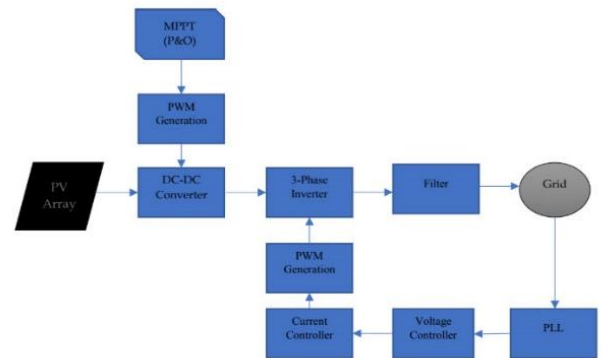 MPPT
(P&O)
PWM
Generation
PV
Array
DC-DC
Converter
3-Phase
Inverter
Filter
Grid
PWM
Generation
Current
Controller
Voltage
Controller
PLL